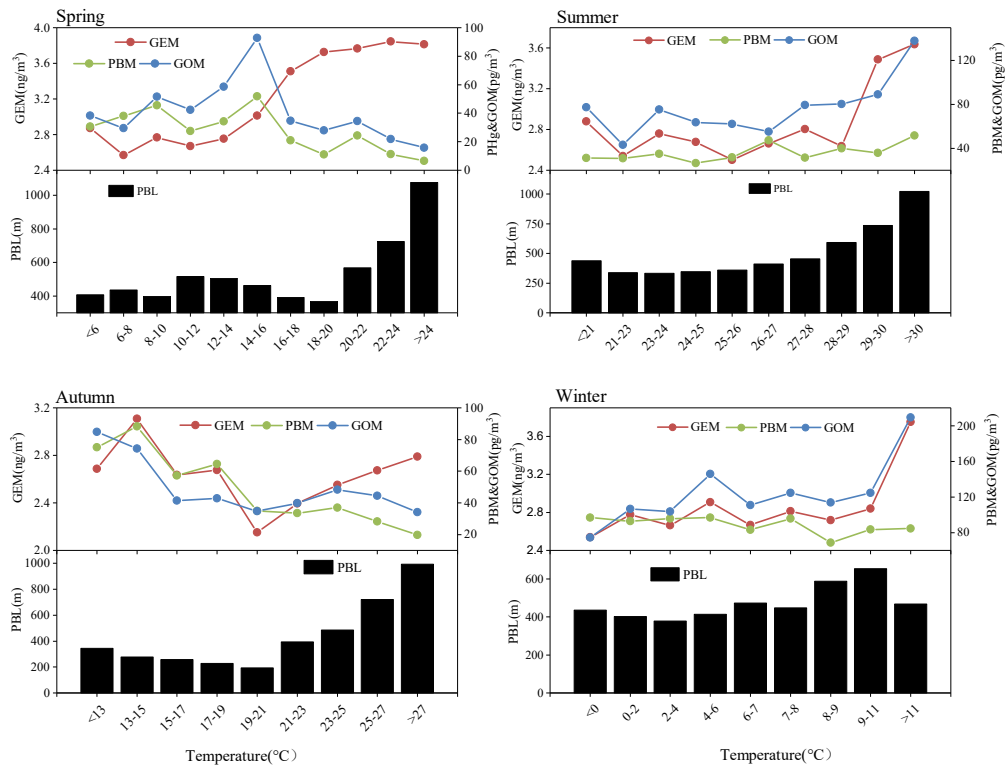 Spring
GEM
PBM
GOM
GEM(ng/m³)
4.0
3.6
3.2
2.8
2.4
PHg&GOM(pg/m³)
100
80
60
40
20
0
PBL
PBL(m)
1000
800
600
400
<6 6-8 8-10 10-12 12-14 14-16 16-18 18-20 20-22 22-24 >24
Summer
GEM PBM GOM
GEM(ng/m³)
3.6
3.2
2.8
2.4
PBM&GOM(pg/m³)
120
80
40
PBL
PBL(m)
1000
750
500
250
0
<21 21-23 23-24 24-25 25-26 26-27 27-28 28-29 29-30 >30
Autumn
GEM PBM GOM
GEM(ng/m³)
3.2
2.8
2.4
2.0
PBM&GOM(pg/m³)
100
80
60
40
20
PBL
PBL(m)
1000
800
600
400
200
0
<13 13-15 15-17 17-19 19-21 21-23 23-25 25-27 >27
Temperature(°C）
Winter
GEM PBM GOM
GEM(ng/m³)
3.6
3.2
2.8
2.4
PBM&GOM(pg/m³)
200
160
120
80
PBL
PBL(m)
600
400
200
0
<0 0-2 2-4 4-6 6-7 7-8 8-9 9-11 >11
Temperature(°C）